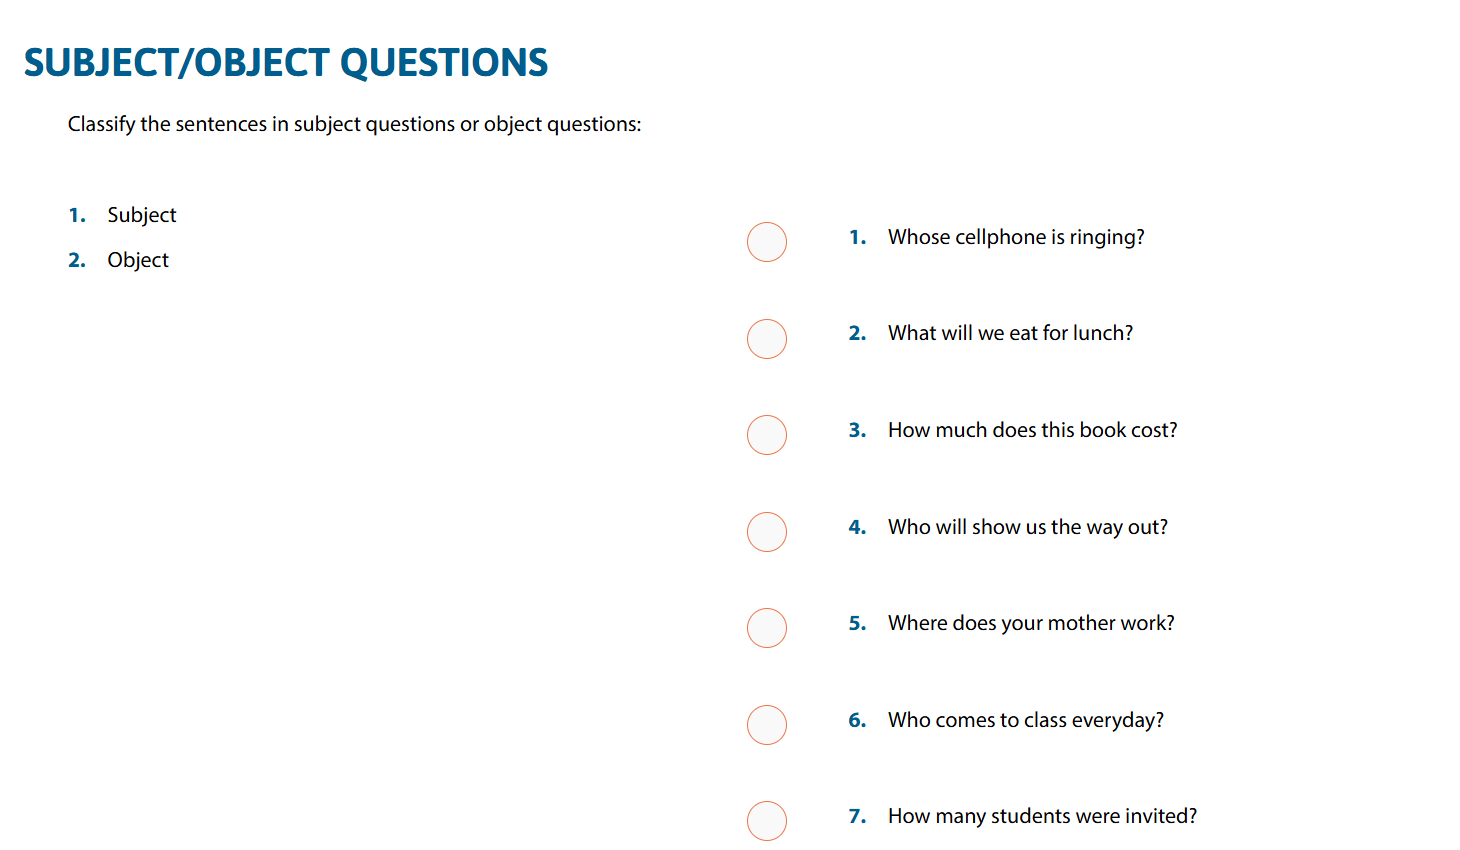 SUBJECT/OBJECT QUESTIONS
Classify the sentences in subject questions or object questions:
1. Subject
2. Object
1. Whose cellphone is ringing?
2. What will we eat for lunch?
3. How much does this book cost?
4. Who will show us the way out?
5. Where does your mother work?
6. Who comes to class everyday?
7. How many students were invited?